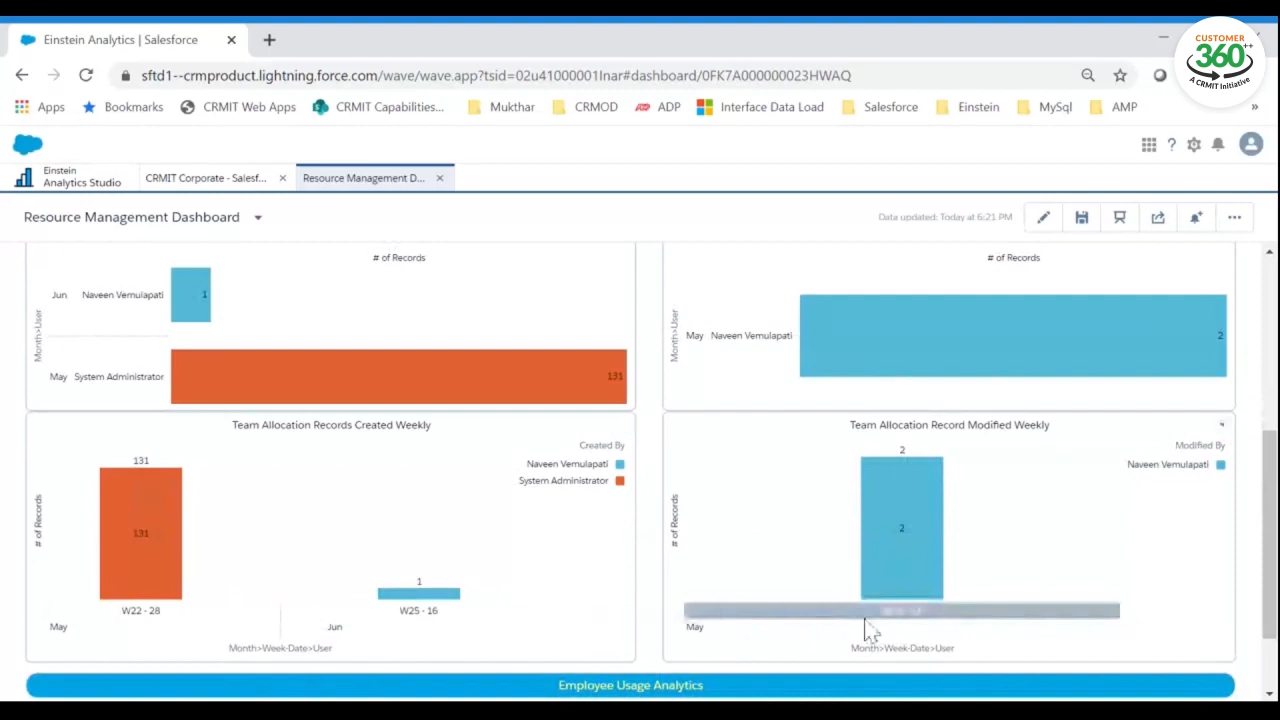 Einstein Analytics | Salesforce
CUSTOMER
360++
A CRMIT Initiative
sftd1--crmproduct.lightning.force.com/wave/wave.app?tsid=02u41000001lnar#dashboard/0FK7A000000023HWAQ
Apps Bookmarks CRMIT Web Apps CRMIT Capabilities... Mukthar CRMOD ADP Interface Data Load Salesforce Einstein MySql AMP »
Einstein
Analytics Studio
CRMIT Corporate - Salesf...
Resource Management D...
Resource Management Dashboard
Data updated: Today at 6:21 PM
# of Records
Month>User
Jun Naveen Vemulapati 1
May System Administrator 131
# of Records
Month>User
May Naveen Vemulapati 2
Team Allocation Records Created Weekly
Created By
Naveen Vemulapati
System Administrator
# of Records
131
131
1
W22 - 28
W25 - 16
May
Jun
Month>Week-Date>User
Team Allocation Record Modified Weekly
Modified By
Naveen Vemulapati
# of Records
2
2
May
Month>Week-Date>User
Employee Usage Analytics